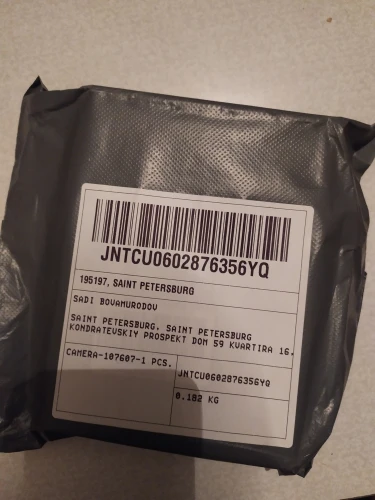 JNTCU0602876356YQ
195197, SAINT PETERSBURG
SADI BOVAMURODOV
SAINT PETERSBURG. SAINT PETERSBURG
KONDRATEVSKIY PROSPEKT DOM 59 KVARTIRA 16.
CAMERA-107607-1 PCS.
JNTCU0602876356YQ
0.182 KG